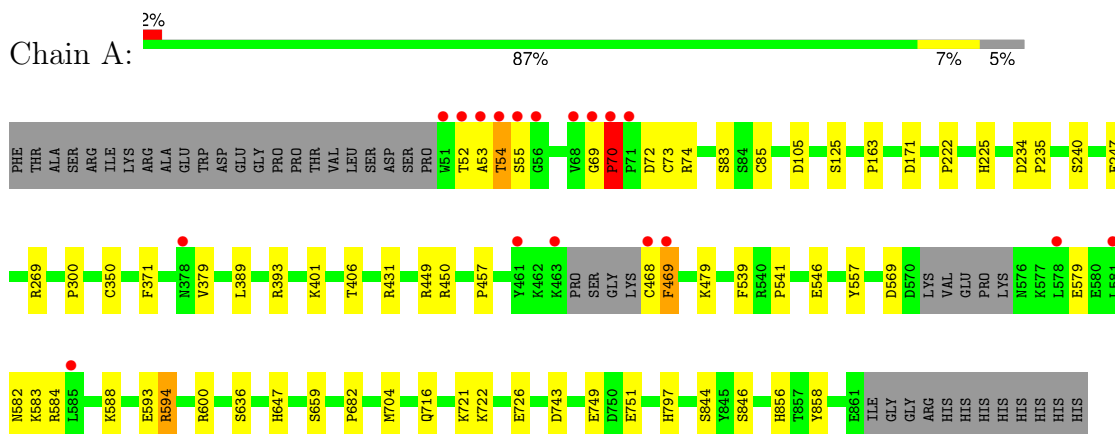 2%
Chain A:
87% 7% 5%
PHE THR ALA SER ARG ILE LYS ARG ALA GLU TRP ASP GLU GLY PRO PRO THR VAL LEU SER ASP SER PRO W51 T52 A53 T54 S55 G56 V68 G69 P70 P71 D72 C73 R74 S83 S84 C85 D105 S125 P163 D171 P222 H225 D234 P235 S240
R269 P300 C350 F371 N378 V379 L389 R393 K401 T406 R431 R449 R450 P457 Y461 K462 K463 PRO SER GLY LYS C468 F469 K479 F539 R540 P541 E546 Y557 D569 D570 LYS VAL GLU PRO LYS N576 K577 L578 E579 E580 L581
N582 K583 R584 L585 K588 E593 R594 R600 S636 H647 S659 P682 M704 Q716 K721 K722 E726 D743 E749 D750 E751 H797 S844 Y845 S846 H856 T857 Y858 E861 ILE GLY GLY ARG HIS HIS HIS HIS HIS HIS HIS HIS